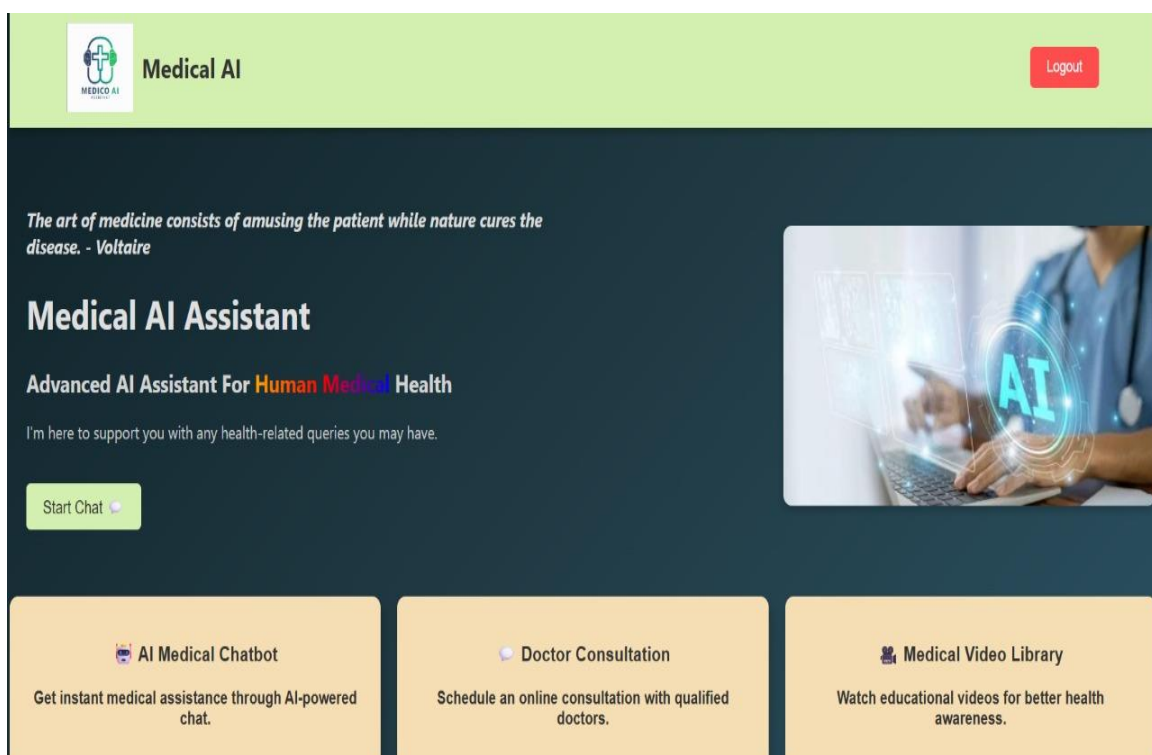 MEDICO AI
Medical AI
Logout
The art of medicine consists of amusing the patient while nature cures the
disease. - Voltaire
Medical AI Assistant
Advanced AI Assistant For Human Medical Health
I'm here to support you with any health-related queries you may have.
Start Chat 💬
AI
🤖 AI Medical Chatbot
Get instant medical assistance through AI-powered
chat.
💬 Doctor Consultation
Schedule an online consultation with qualified
doctors.
🎥 Medical Video Library
Watch educational videos for better health
awareness.